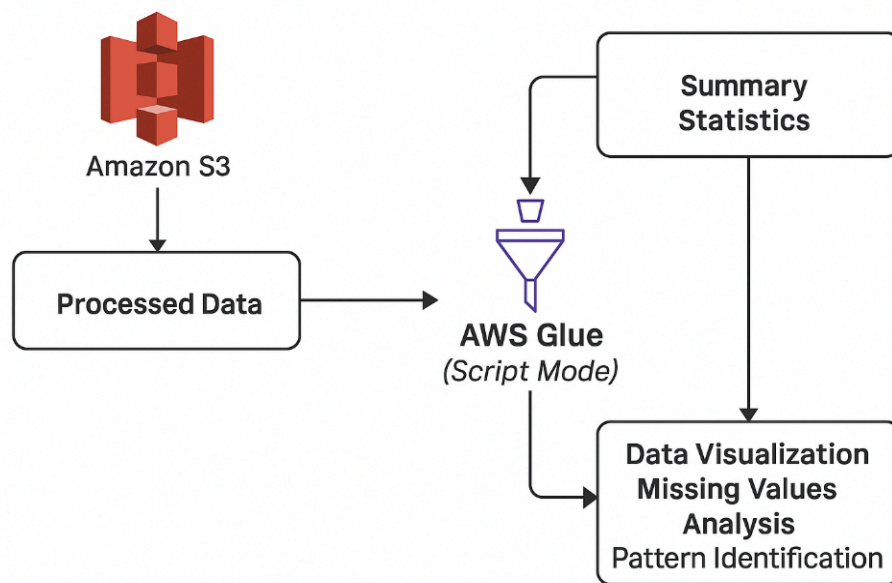 Amazon S3
Processed Data
AWS Glue
(Script Mode)
Summary
Statistics
Data Visualization
Missing Values
Analysis
Pattern Identification